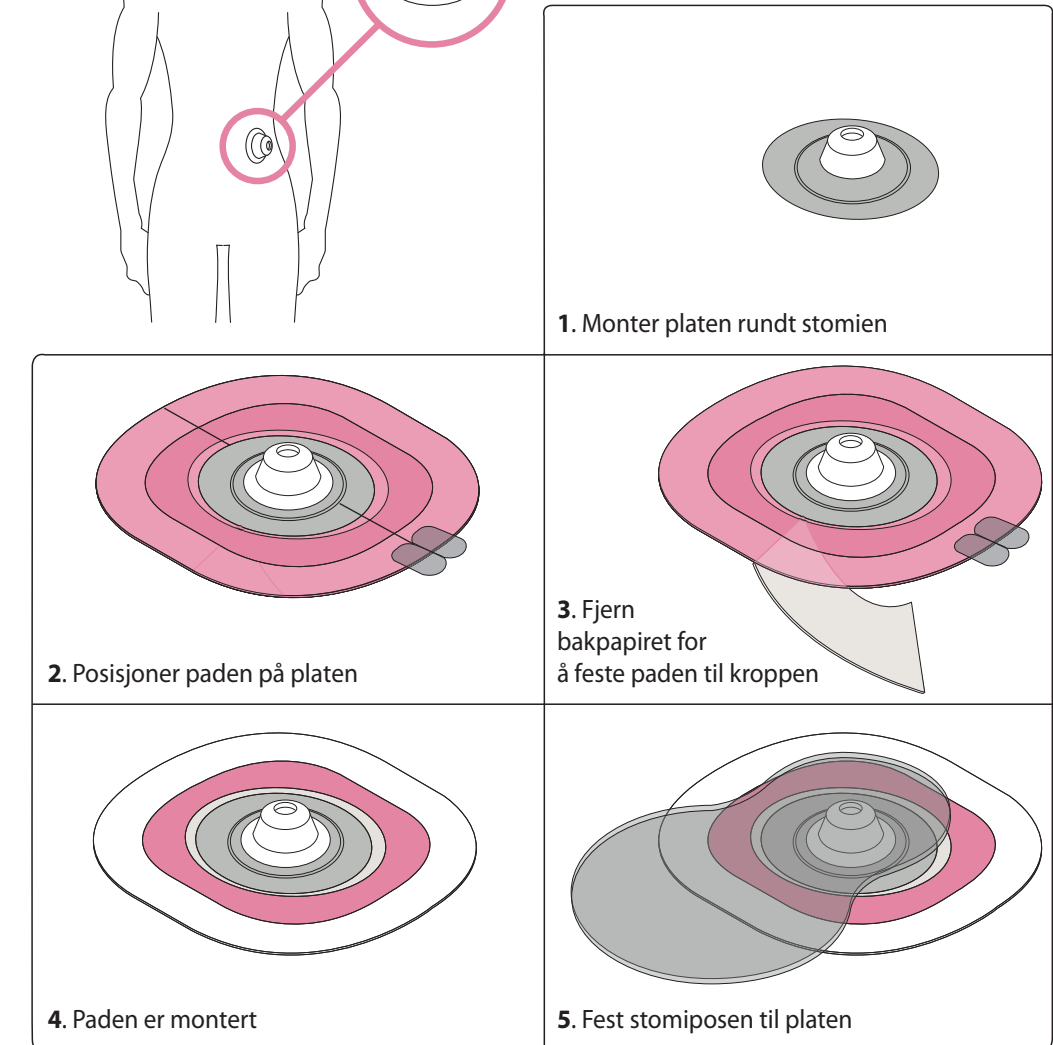 1. Monter platen rundt stomien
2. Posisjoner paden på platen
3. Fjern
bakpapiret for
å feste paden til kroppen
4. Paden er montert
5. Fest stomiposen til platen